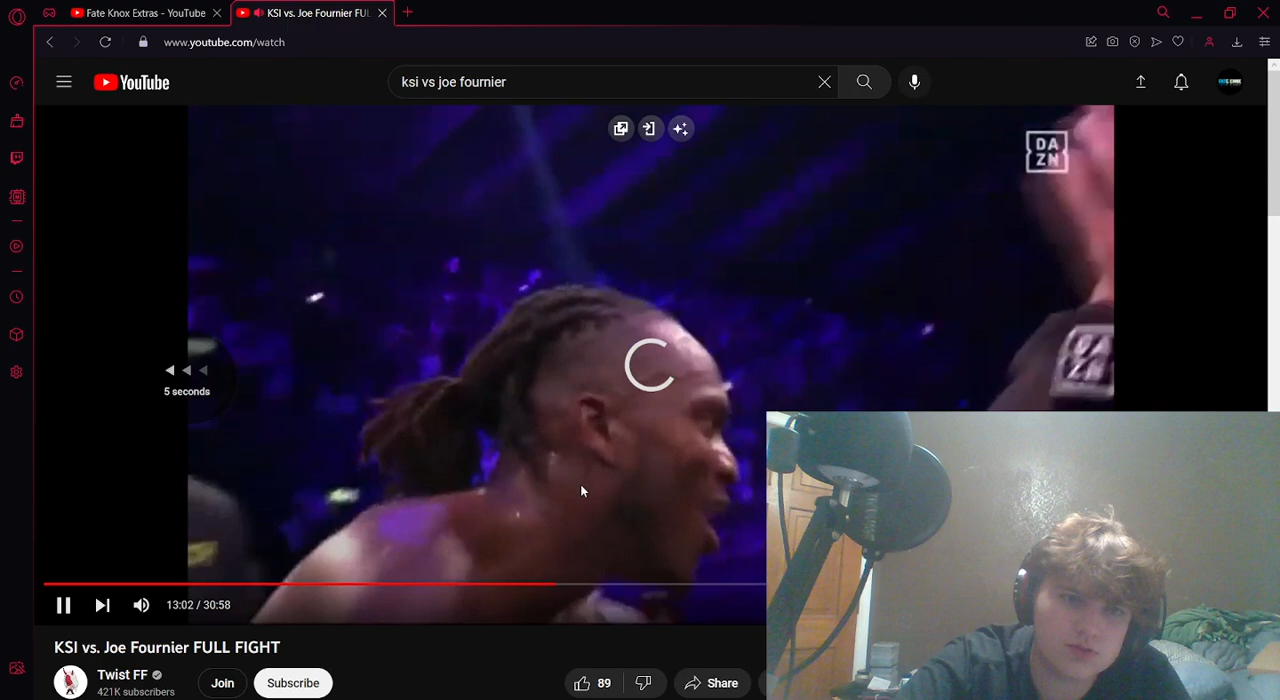 Fate Knox Extras - YouTube
KSI vs. Joe Fournier FUL
www.youtube.com/watch
YouTube
ksi vs joe fournier
DA
ZN
5 seconds
13:02 / 30:58
KSI vs. Joe Fournier FULL FIGHT
Twist FF
421K subscribers
Join
Subscribe
89
Share